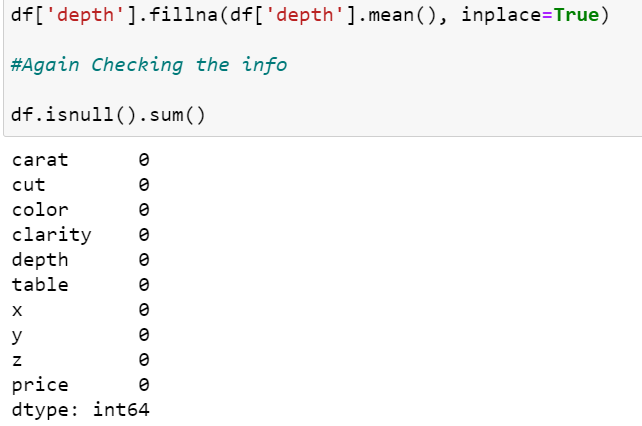 df['depth'].fillna(df['depth'].mean(), inplace=True)
#Again Checking the info
df.isnull().sum()
carat 0
cut 0
color 0
clarity 0
depth 0
table 0
x 0
y 0
z 0
price 0
dtype: int64